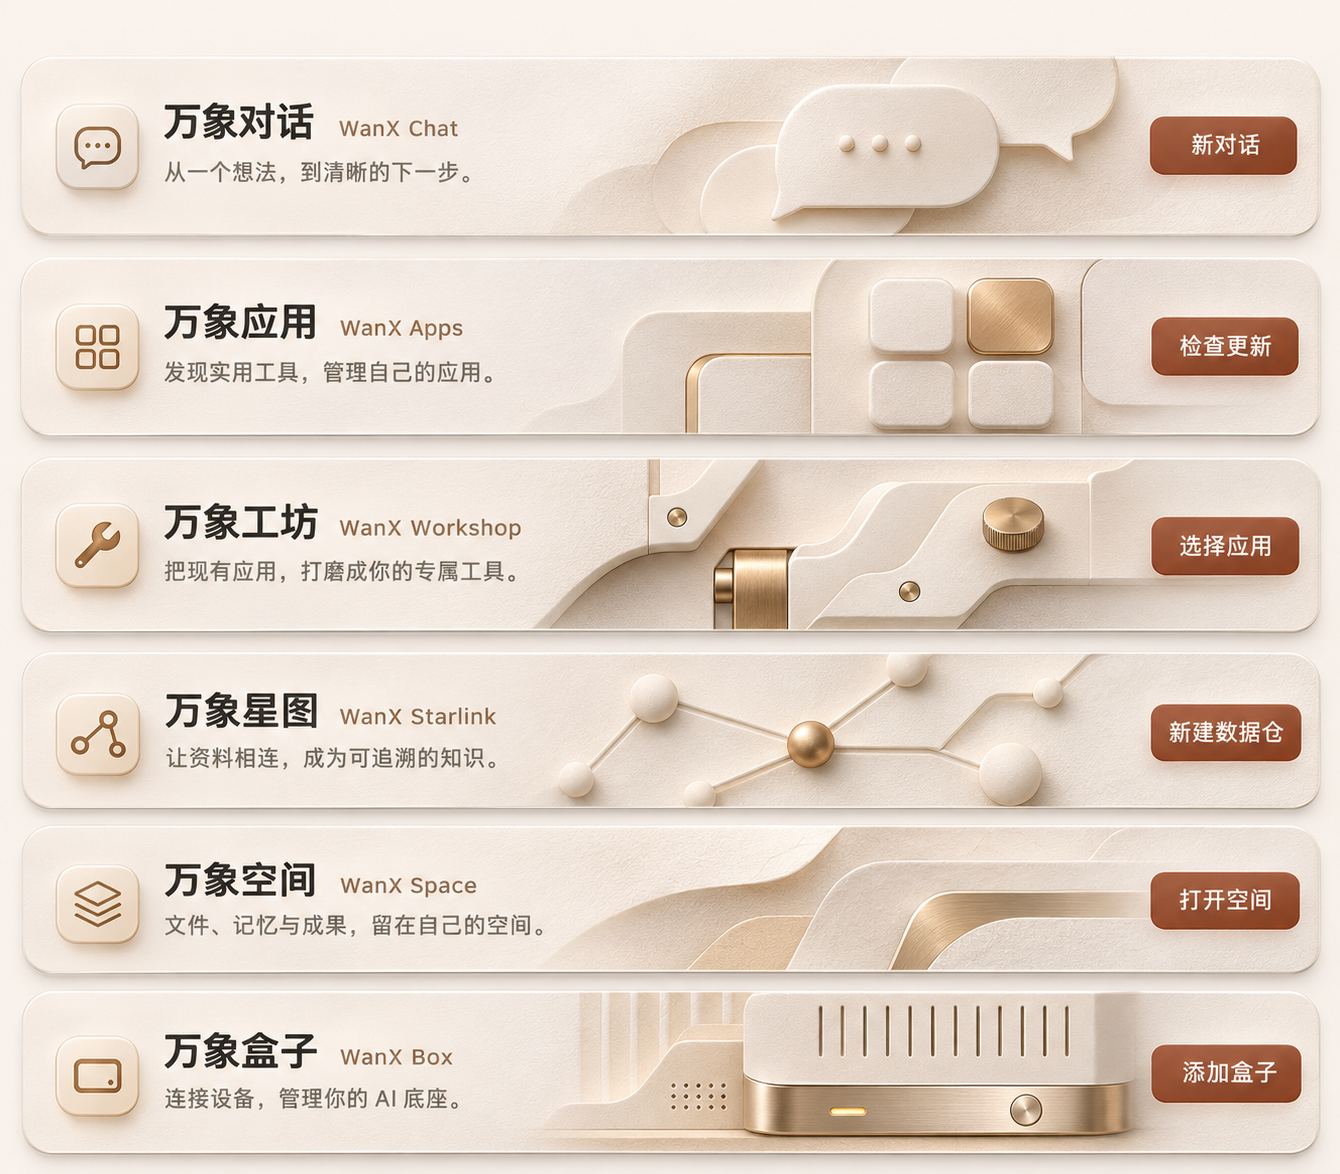 万象对话 WanX Chat
从一个想法，到清晰的下一步。
新对话
万象应用 WanX Apps
发现实用工具，管理自己的应用。
检查更新
万象工坊 WanX Workshop
把现有应用，打磨成你的专属工具。
选择应用
万象星图 WanX Starlink
让资料相连，成为可追溯的知识。
新建数据仓
万象空间 WanX Space
文件、记忆与成果，留在自己的空间。
打开空间
万象盒子 WanX Box
连接设备，管理你的 AI 底座。
添加盒子